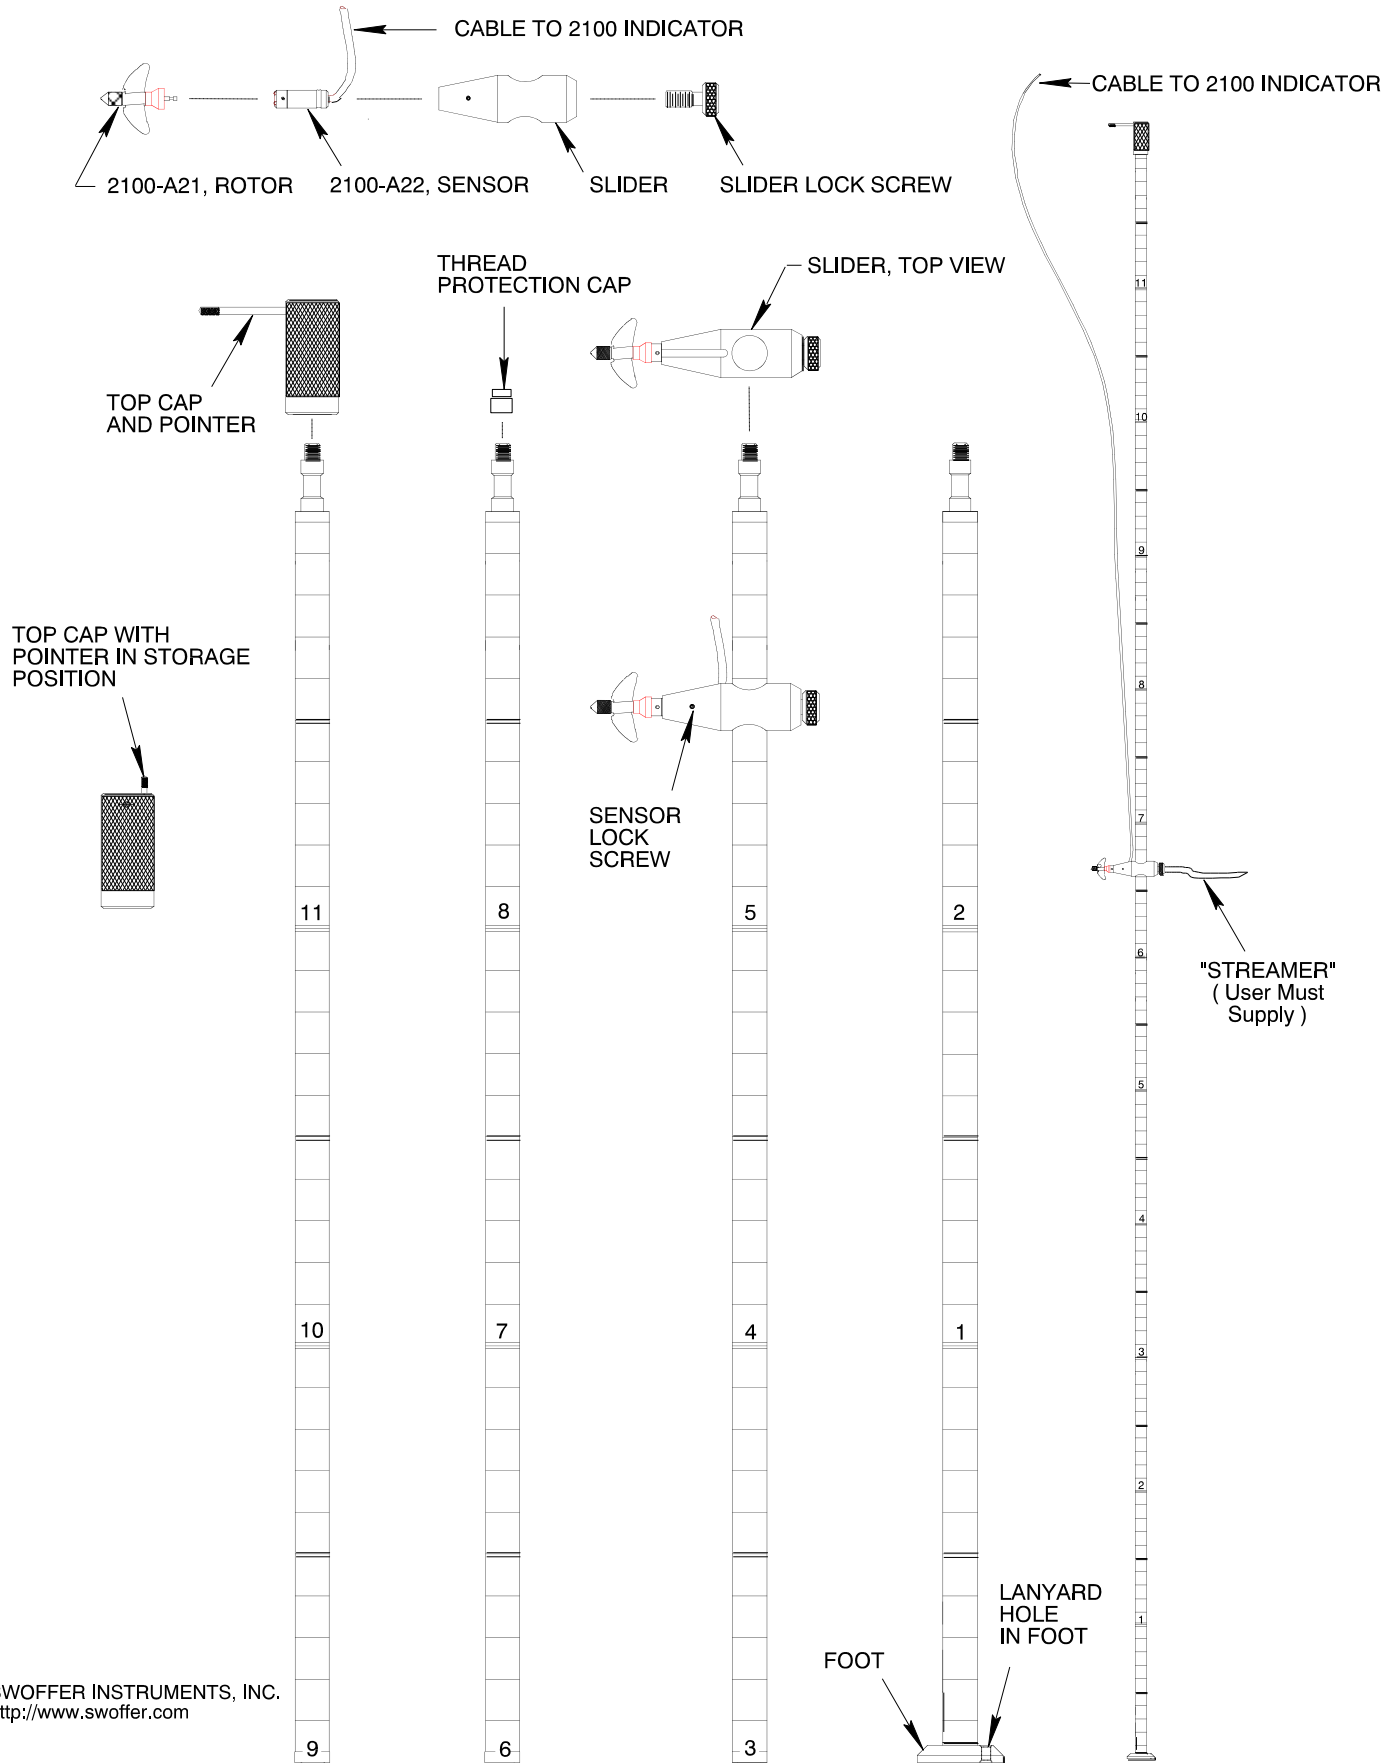 CABLE TO 2100 INDICATOR
2100-A21, ROTOR
2100-A22, SENSOR
SLIDER
SLIDER LOCK SCREW
CABLE TO 2100 INDICATOR
THREAD
PROTECTION CAP
SLIDER, TOP VIEW
TOP CAP
AND POINTER
TOP CAP WITH
POINTER IN STORAGE
POSITION
SENSOR
LOCK
SCREW
11
8
5
2
10
7
4
1
9
6
3
LANYARD
HOLE
IN FOOT
FOOT
11
10
9
8
7
6
5
4
3
2
1
"STREAMER"
( User Must
Supply )
SWOFFER INSTRUMENTS, INC.
ttp://www.swoffer.com